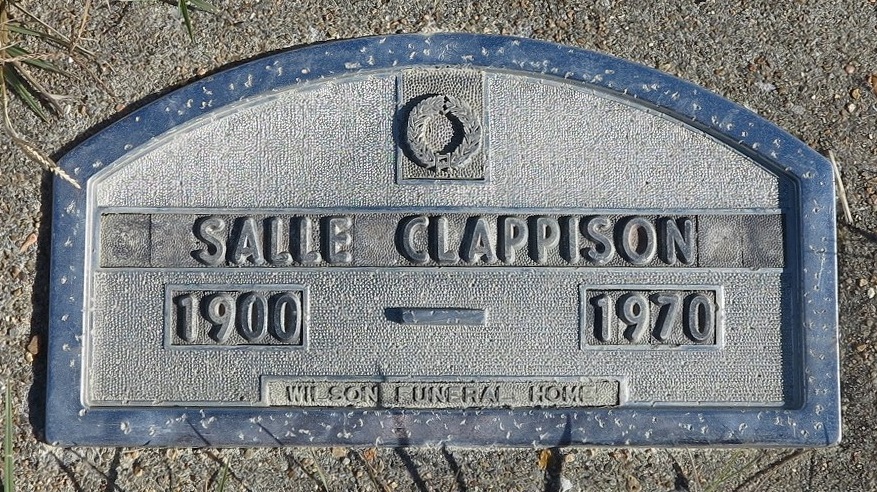 SALLE CLAPPISON
1900 — 1970
WILSON FUNERAL HOME